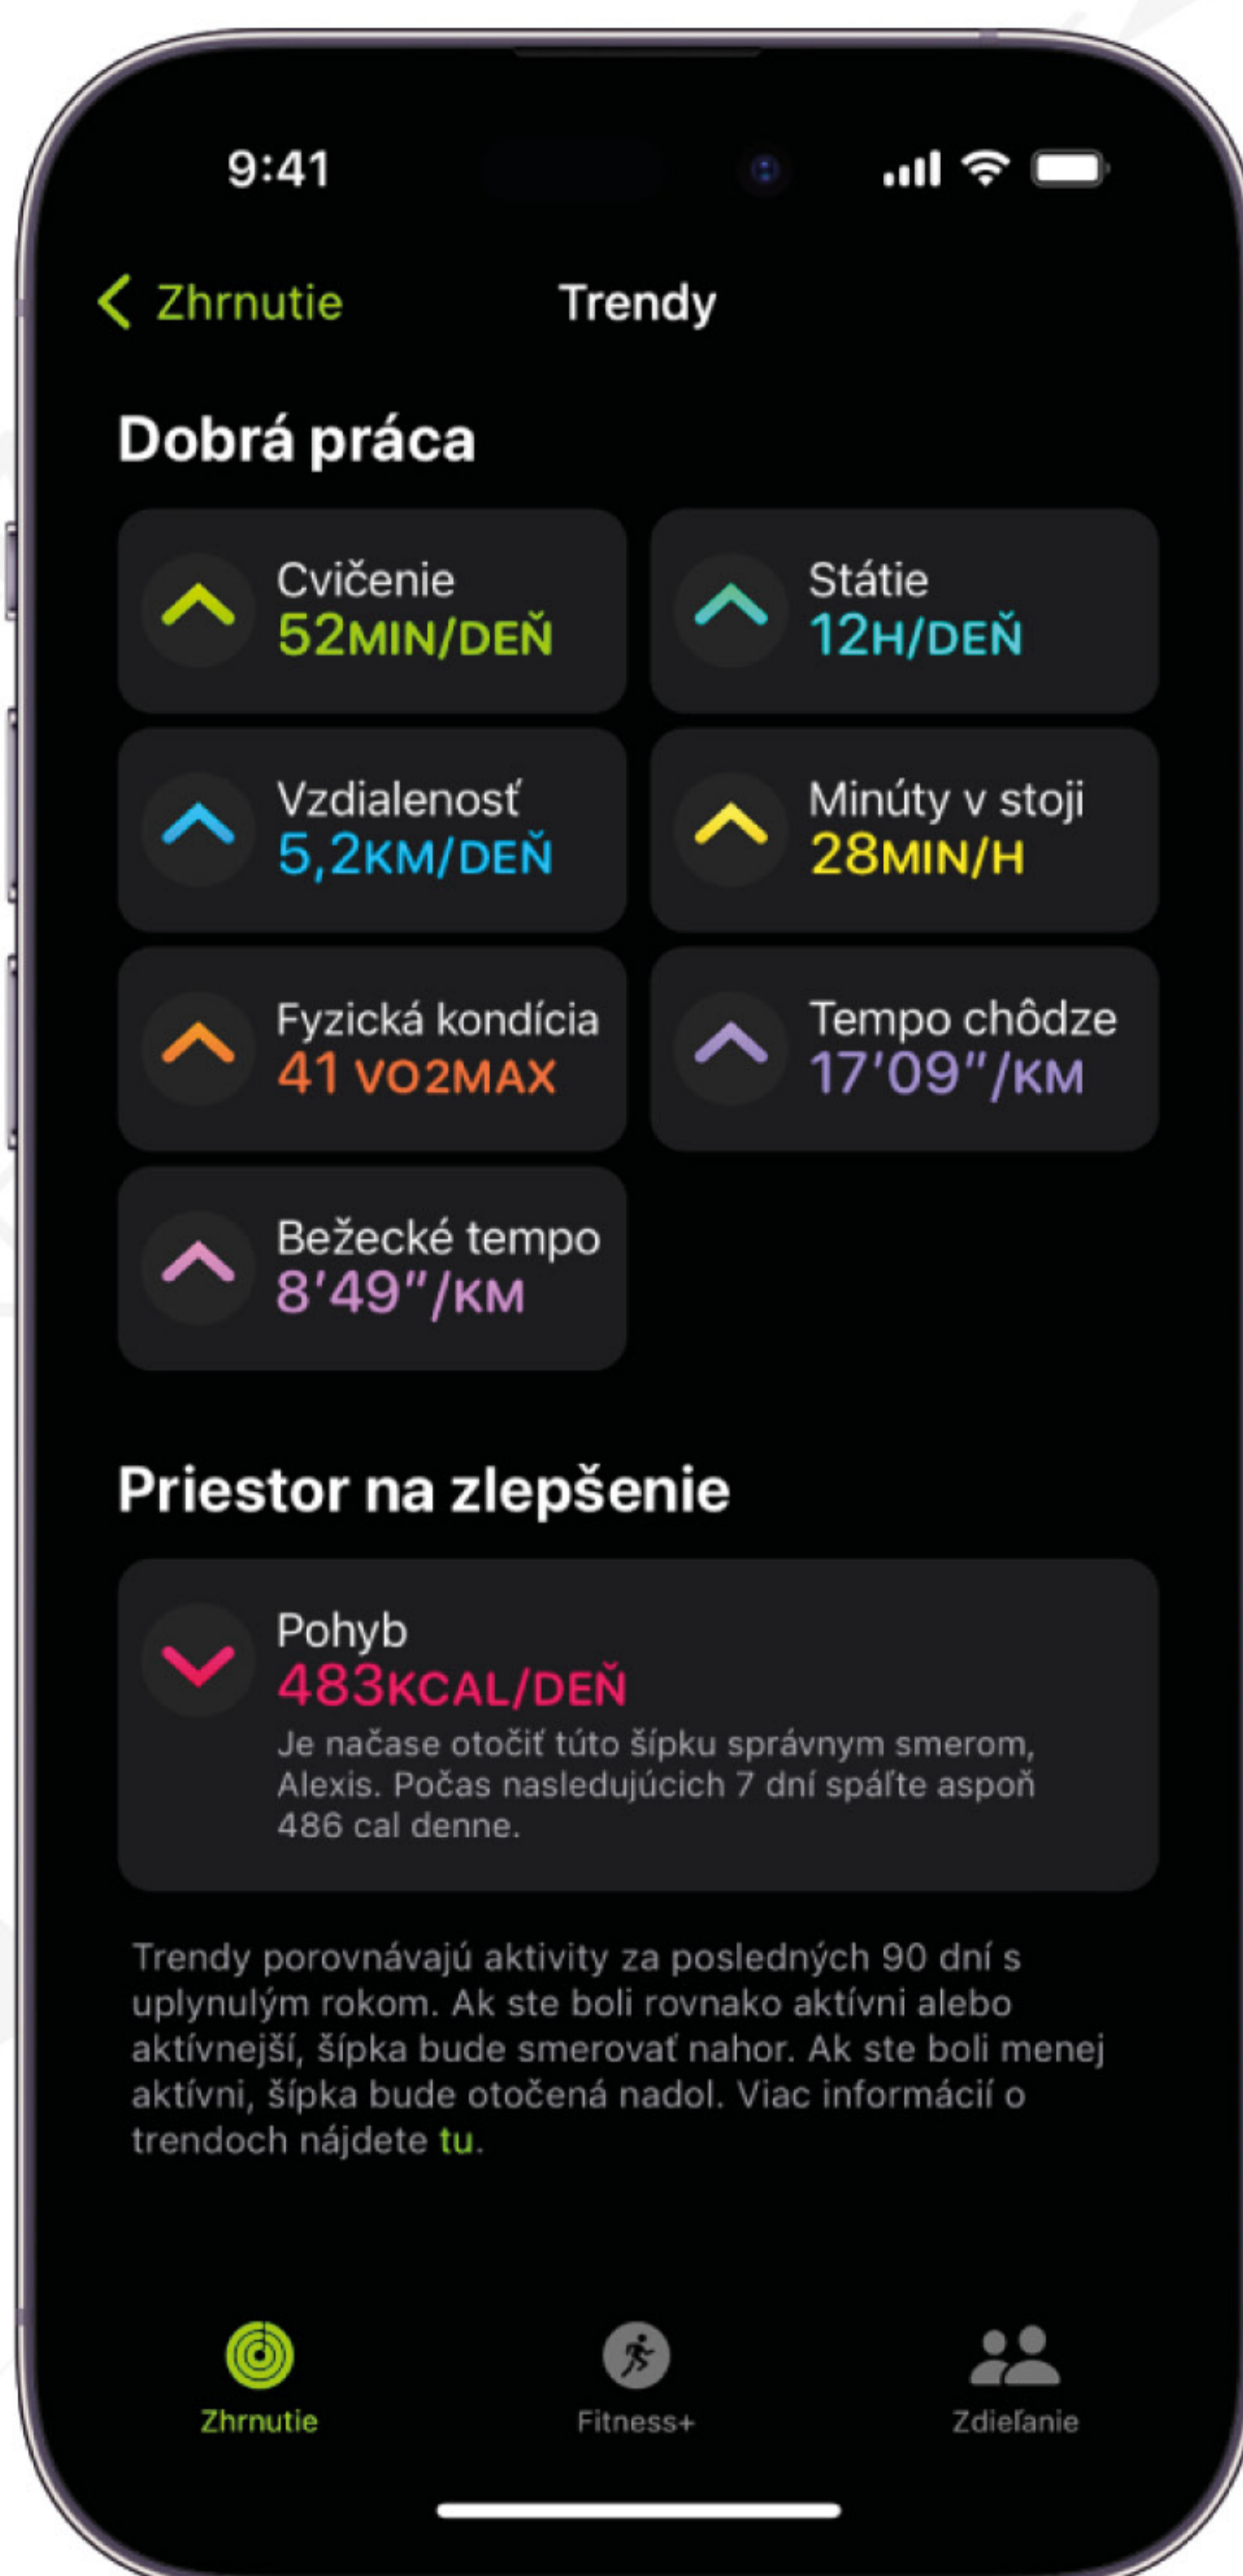 9:41
Zhrnutie
Trendy
Dobrá práca
Cvičenie
52MIN/DEŇ
Státie
12H/DEŇ
Vzdialenosť
5,2KM/DEŇ
Minúty v stoji
28MIN/H
Fyzická kondícia
41 VO2MAX
Tempo chôdze
17'09"/KM
Bežecké tempo
8'49"/KM
Priestor na zlepšenie
Pohyb
483KCAL/DEŇ
Je načase otočiť túto šípku správnym smerom,
Alexis. Počas nasledujúcich 7 dní spáľte aspoň
486 cal denne.
Trendy porovnávajú aktivity za posledných 90 dní s
uplynulým rokom. Ak ste boli rovnako aktívni alebo
aktívnejší, šípka bude smerovať nahor. Ak ste boli menej
aktívni, šípka bude otočená nadol. Viac informácií o
trendoch nájdete tu.
Zhrnutie
Fitness+
Zdieľanie